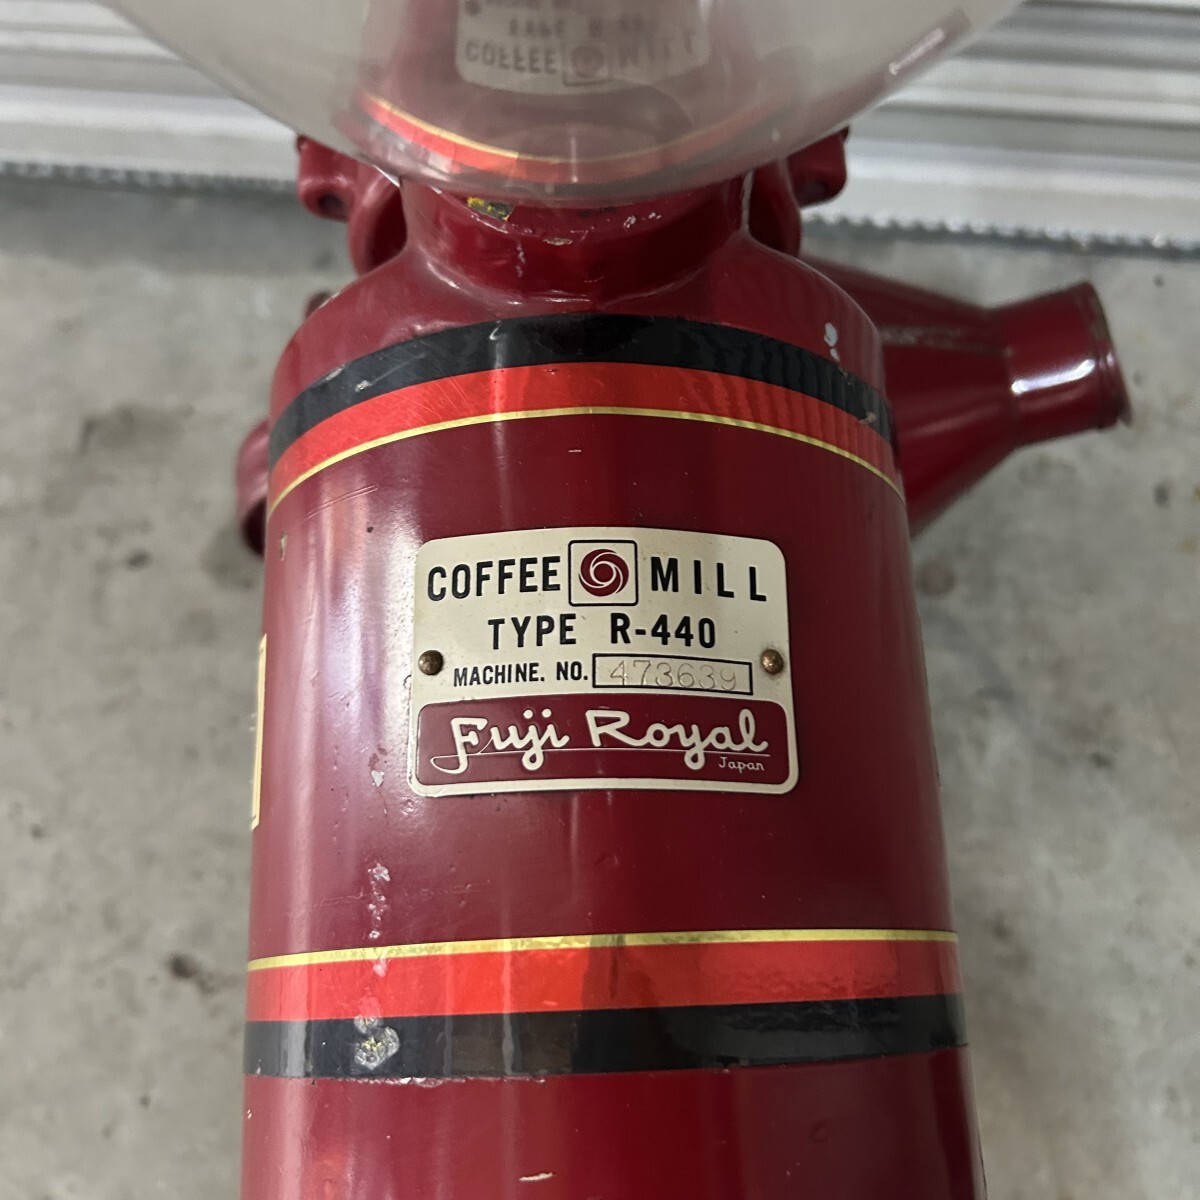 COFFEE MILL
TYPE R-440
MACHINE. NO. 473639
Fuji Royal
Japan